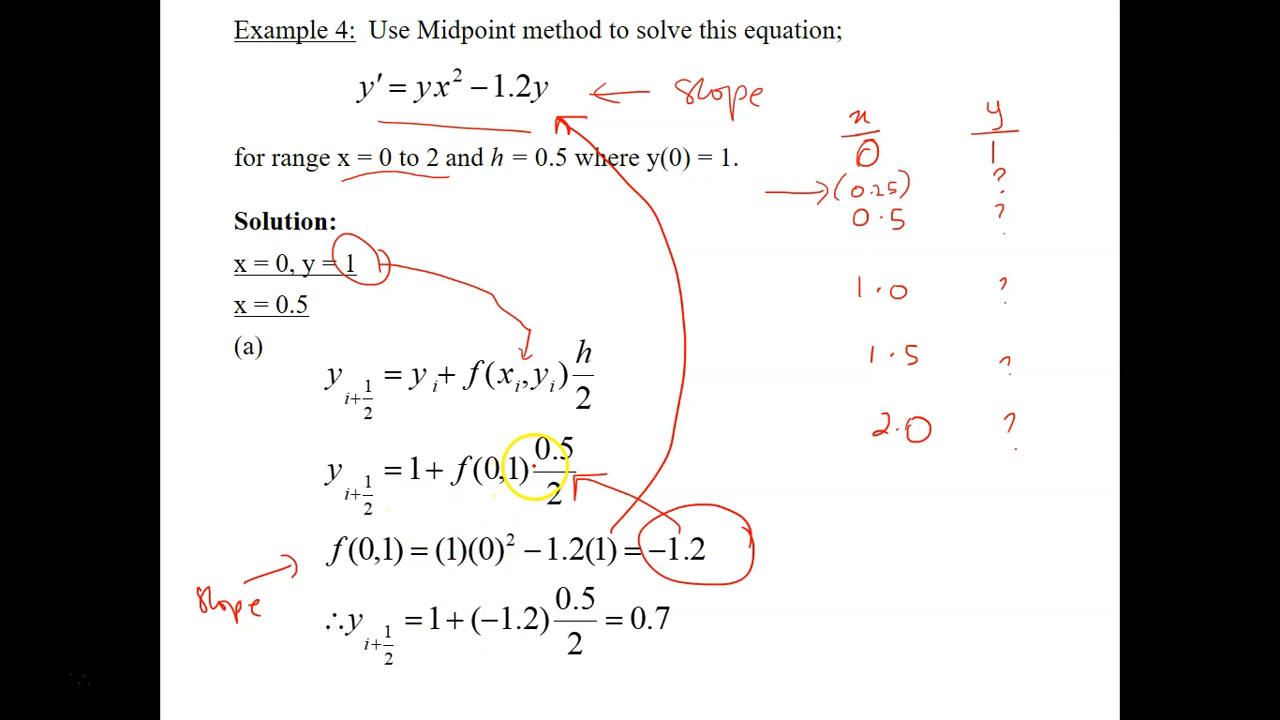 Example 4: Use Midpoint method to solve this equation;
y′ = yx² − 1.2y ← slope
for range x = 0 to 2 and h = 0.5 where y(0) = 1.
Solution:
x = 0, y = 1
x = 0.5
(a)
y_{i+1/2} = y_i + f(x_i, y_i) h/2
y_{i+1/2} = 1 + f(0,1) 0.5/2
f(0,1) = (1)(0)² − 1.2(1) = −1.2
slope
∴ y_{i+1/2} = 1 + (−1.2) 0.5/2 = 0.7
x y
0 1
→ (0.25) ?
0.5 ?
1.0 ?
1.5 ?
2.0 ?